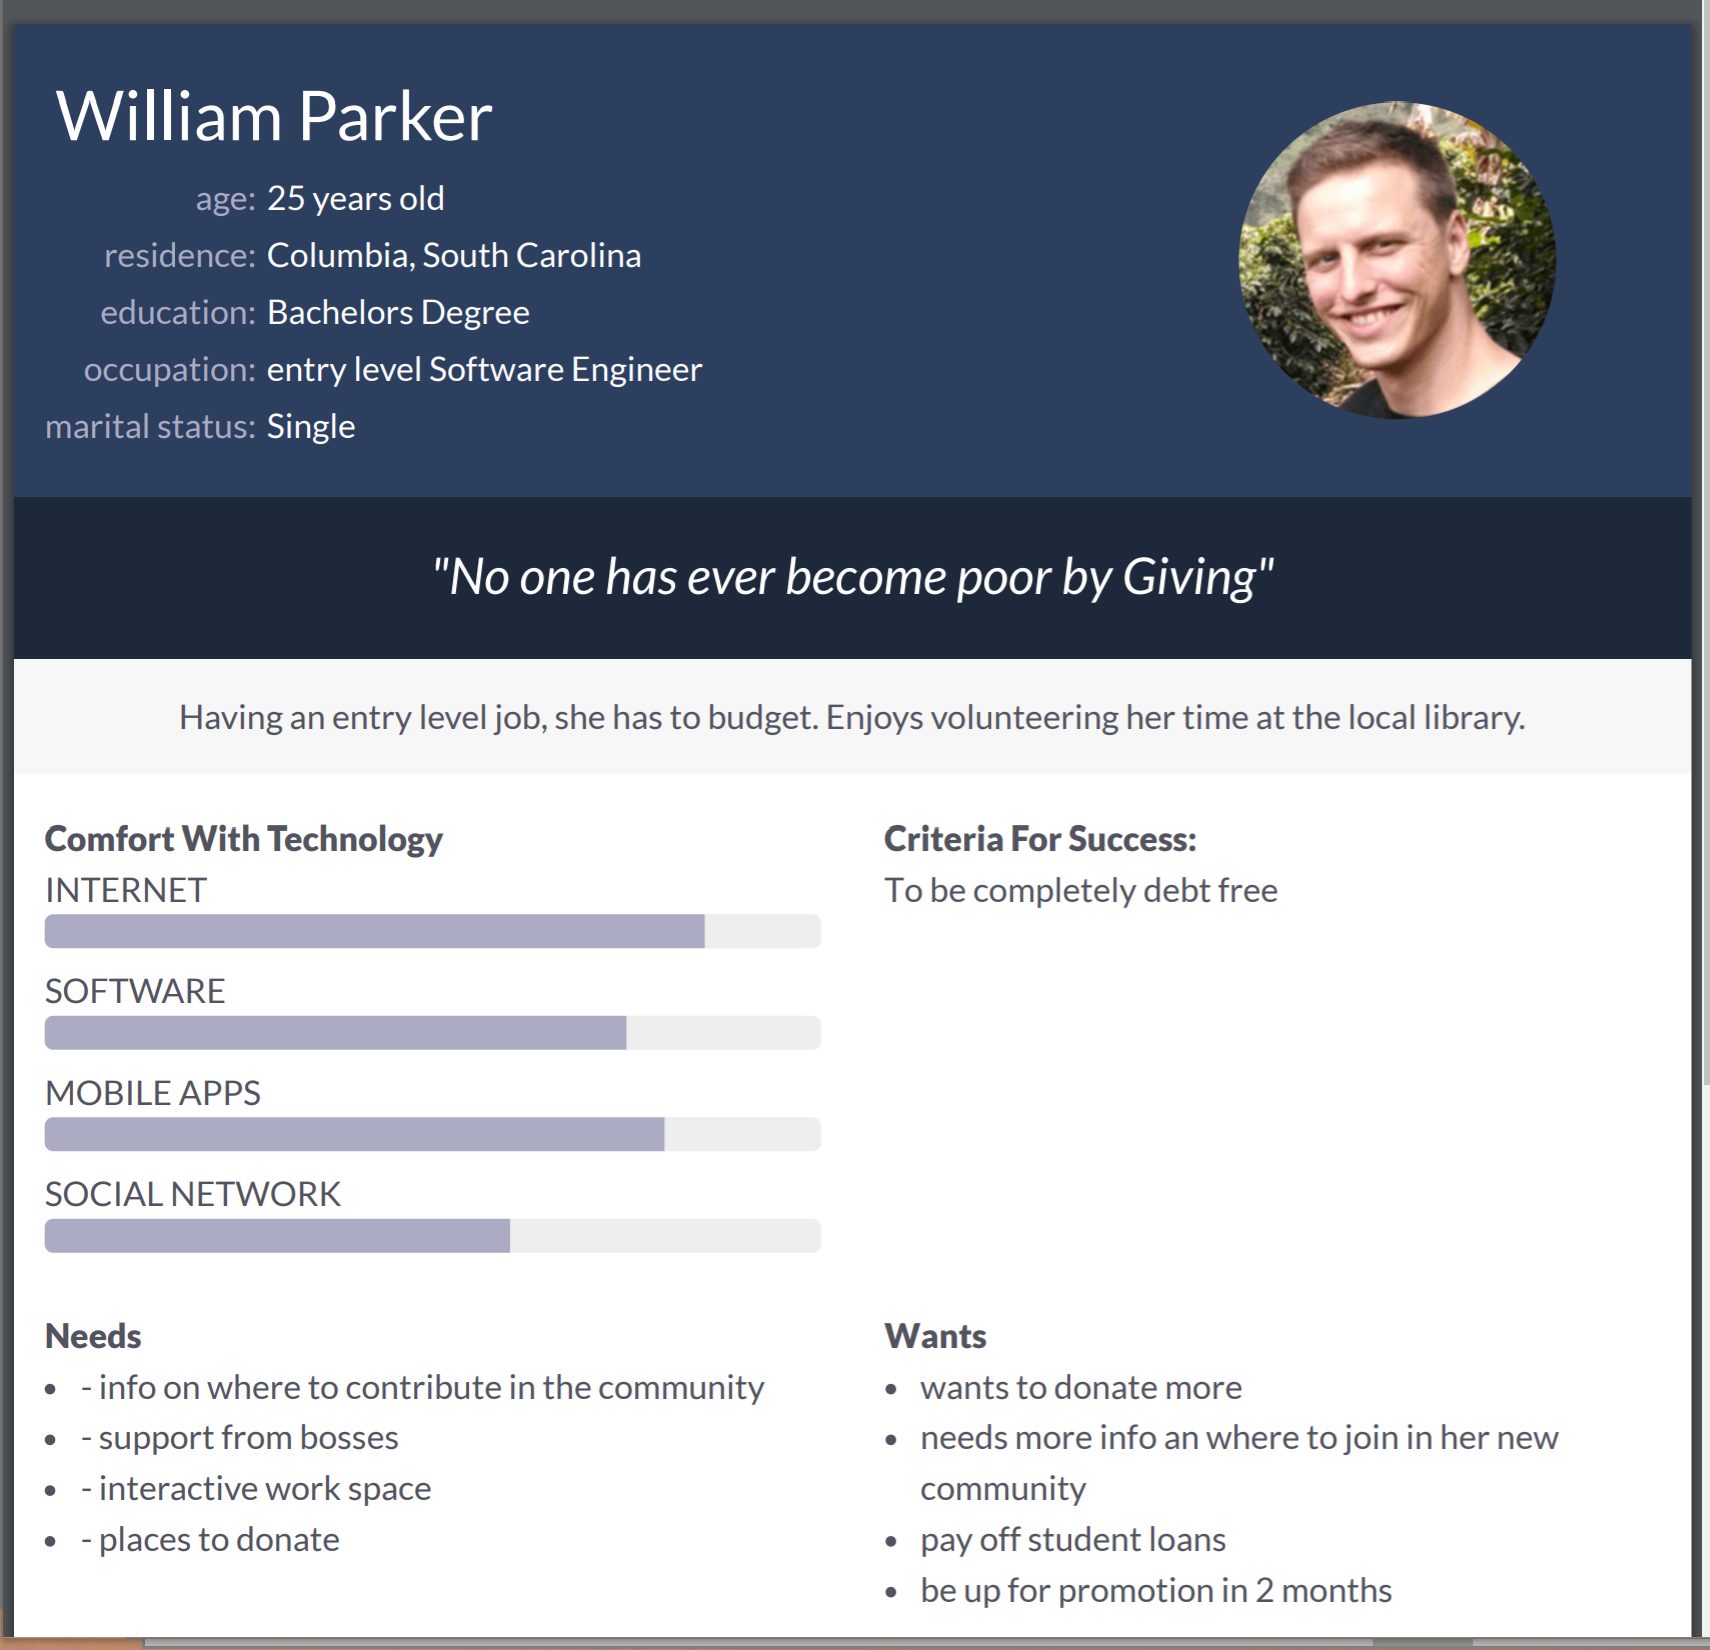 William Parker
age: 25 years old
residence: Columbia, South Carolina
education: Bachelors Degree
occupation: entry level Software Engineer
marital status: Single
"No one has ever become poor by Giving"
Having an entry level job, she has to budget. Enjoys volunteering her time at the local library.
Comfort With Technology
INTERNET
SOFTWARE
MOBILE APPS
SOCIAL NETWORK
Criteria For Success:
To be completely debt free
Needs
- info on where to contribute in the community
- support from bosses
- interactive work space
- places to donate
Wants
wants to donate more
needs more info an where to join in her new
community
pay off student loans
be up for promotion in 2 months